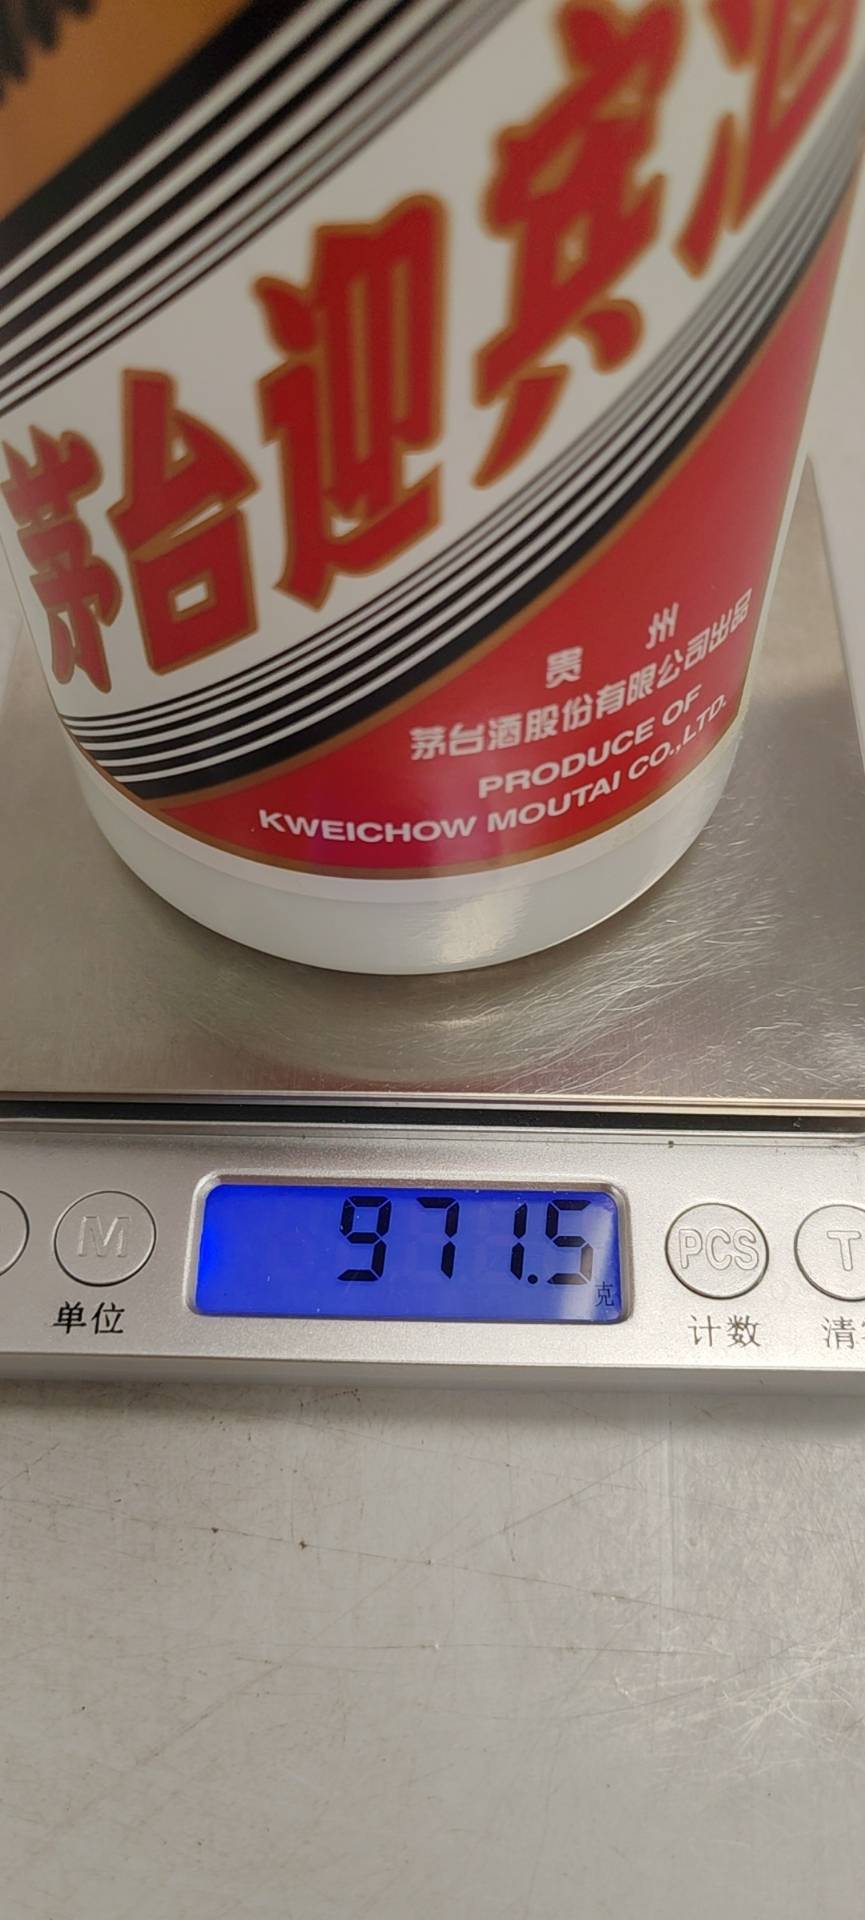 茅台迎宾酒
贵州
茅台酒股份有限公司出品
PRODUCE OF
KWEICHOW MOUTAI CO.,LTD.
971.5
克
M
PCS
T
单位
计数
清